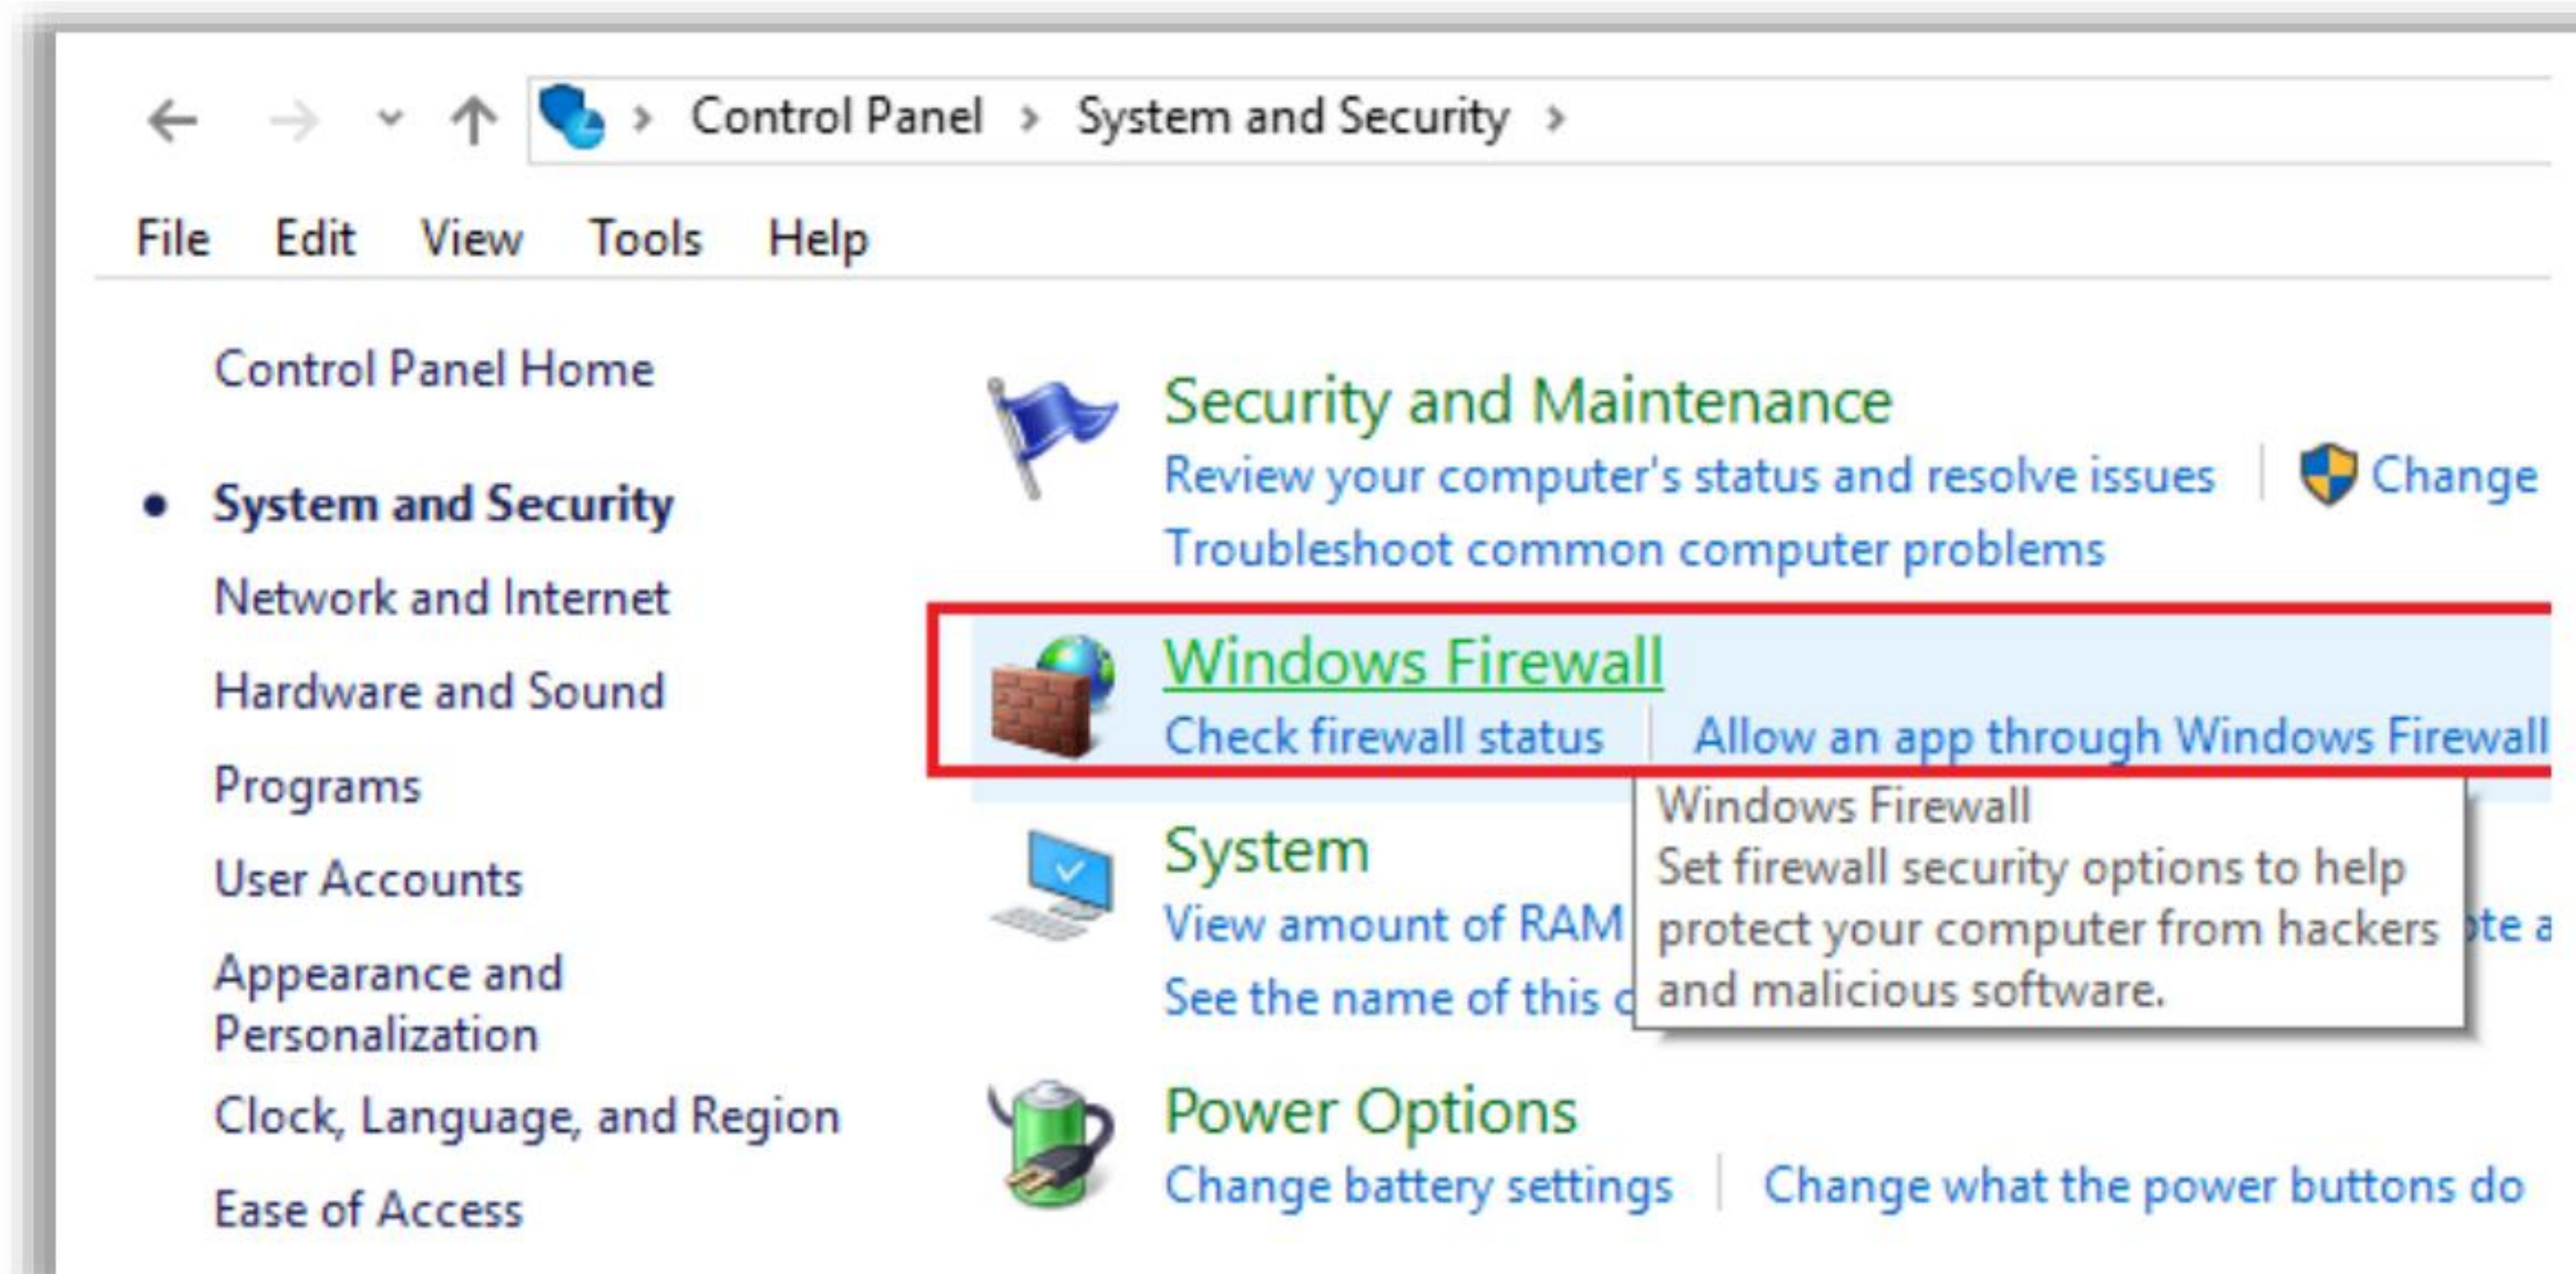 Control Panel > System and Security >
File Edit View Tools Help
Control Panel Home
System and Security
Network and Internet
Hardware and Sound
Programs
User Accounts
Appearance and
Personalization
Clock, Language, and Region
Ease of Access
Security and Maintenance
Review your computer's status and resolve issues Change
Troubleshoot common computer problems
Windows Firewall
Check firewall status Allow an app through Windows Firewall
Windows Firewall
Set firewall security options to help
protect your computer from hackers
and malicious software.
System
View amount of RAM
See the name of this
Power Options
Change battery settings Change what the power buttons do